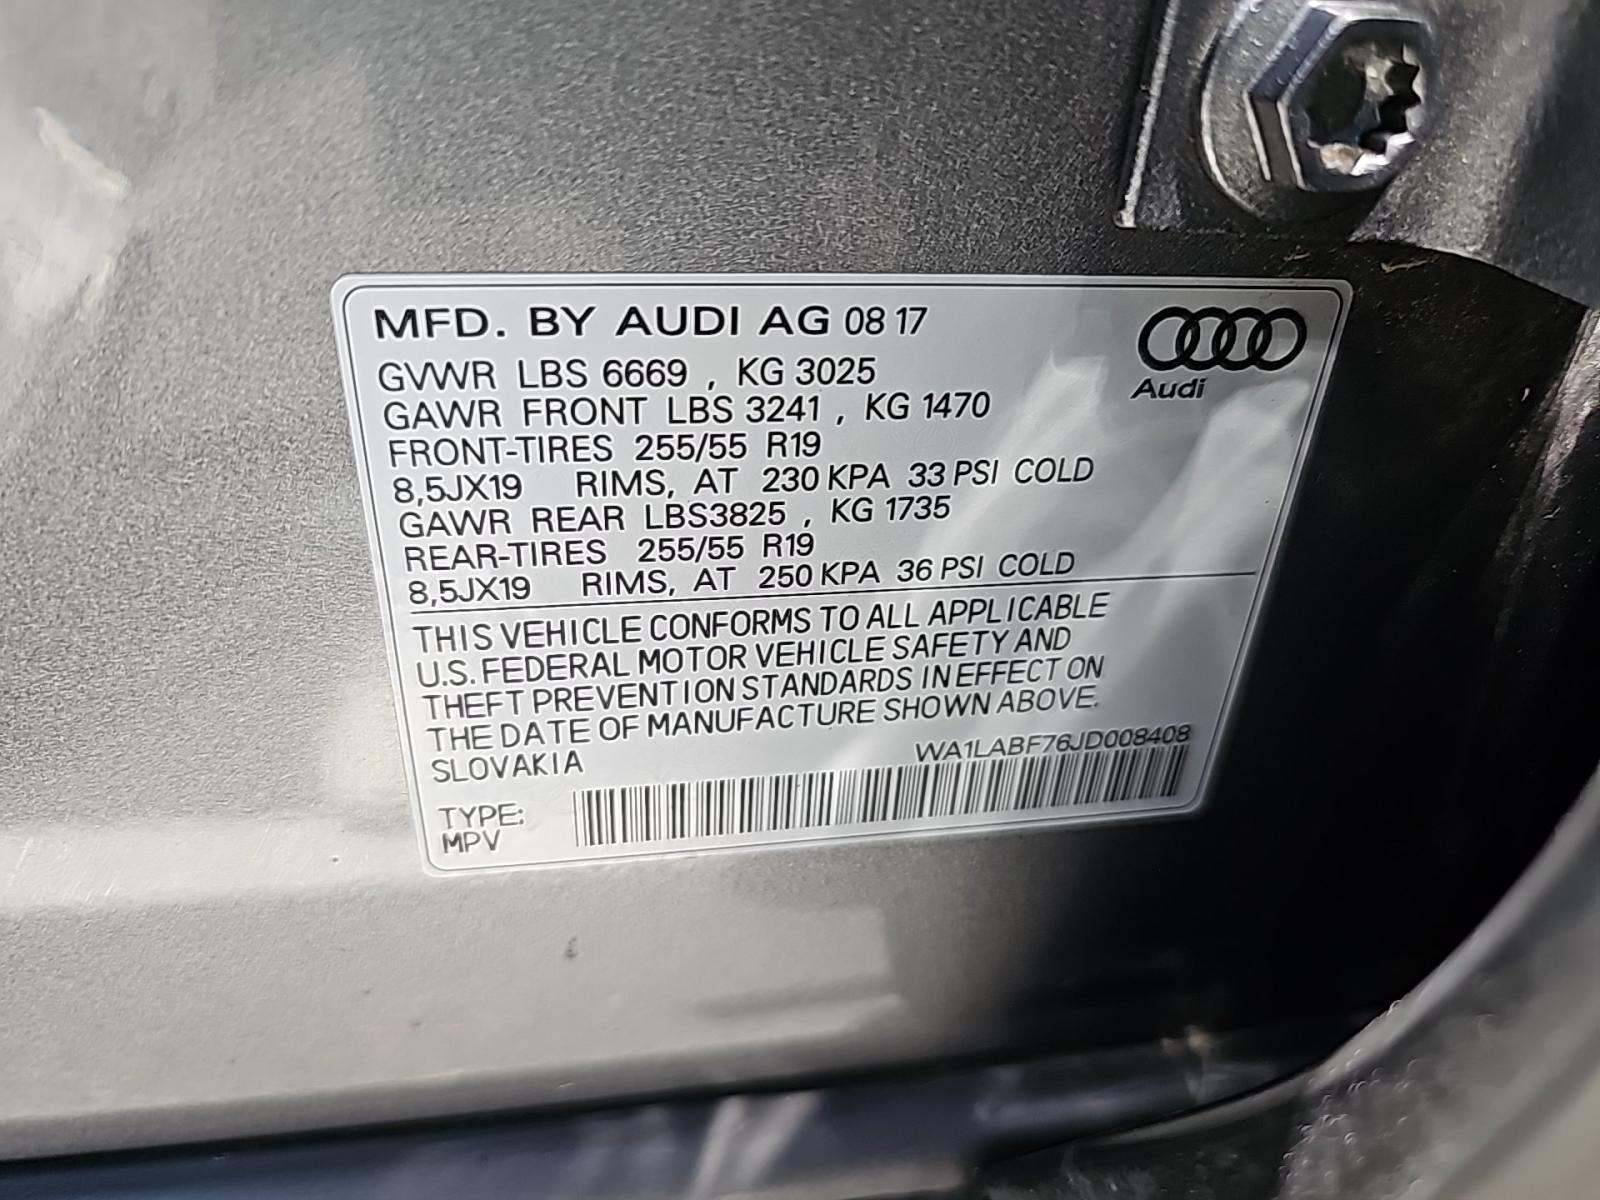 MFD. BY AUDI AG 08 17
Audi
GVWR LBS 6669 , KG 3025
GAWR FRONT LBS 3241 , KG 1470
FRONT-TIRES 255/55 R19
8,5JX19 RIMS, AT 230 KPA 33 PSI COLD
GAWR REAR LBS3825 , KG 1735
REAR-TIRES 255/55 R19
8,5JX19 RIMS, AT 250 KPA 36 PSI COLD
THIS VEHICLE CONFORMS TO ALL APPLICABLE
U.S. FEDERAL MOTOR VEHICLE SAFETY AND
THEFT PREVENTION STANDARDS IN EFFECT ON
THE DATE OF MANUFACTURE SHOWN ABOVE.
SLOVAKIA WA1LABF76JD008408
TYPE:
MPV